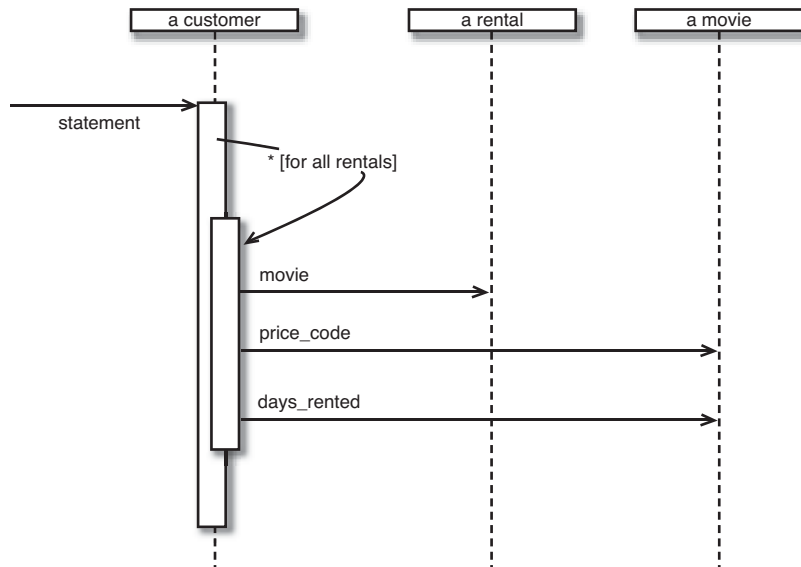 a customer
a rental
a movie
statement
* [for all rentals]
movie
price_code
days_rented